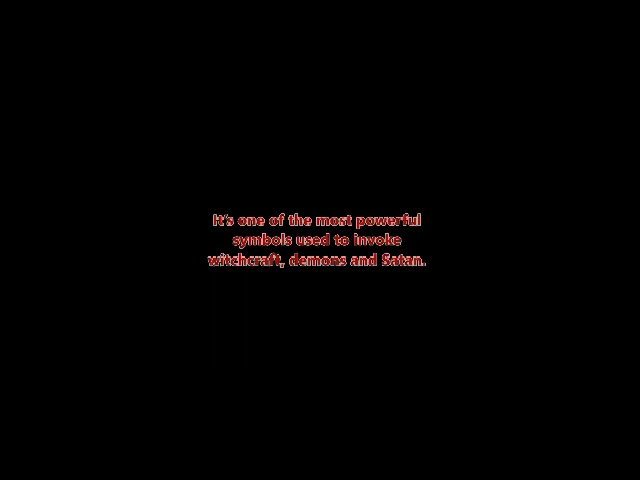 It's one of the most powerful
symbols used to invoke
witchcraft, demons and Satan.